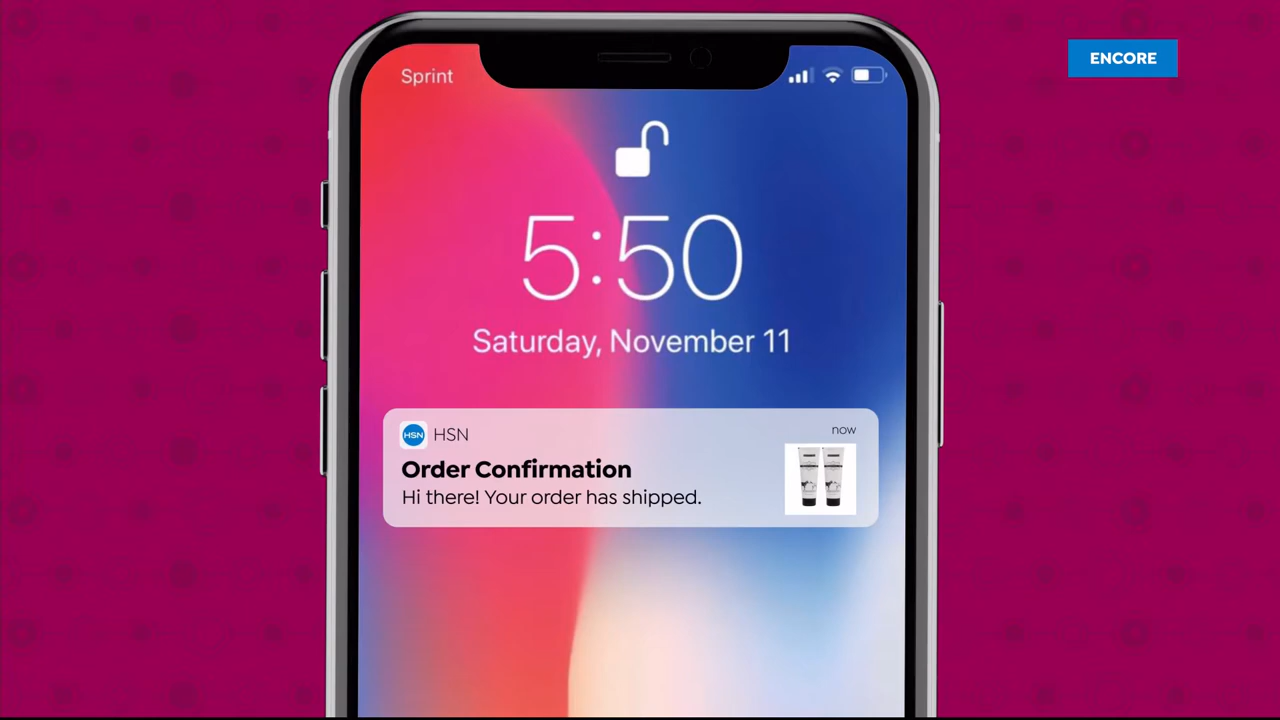 ENCORE
Sprint
5:50
Saturday, November 11
HSN HSN now
Order Confirmation
Hi there! Your order has shipped.